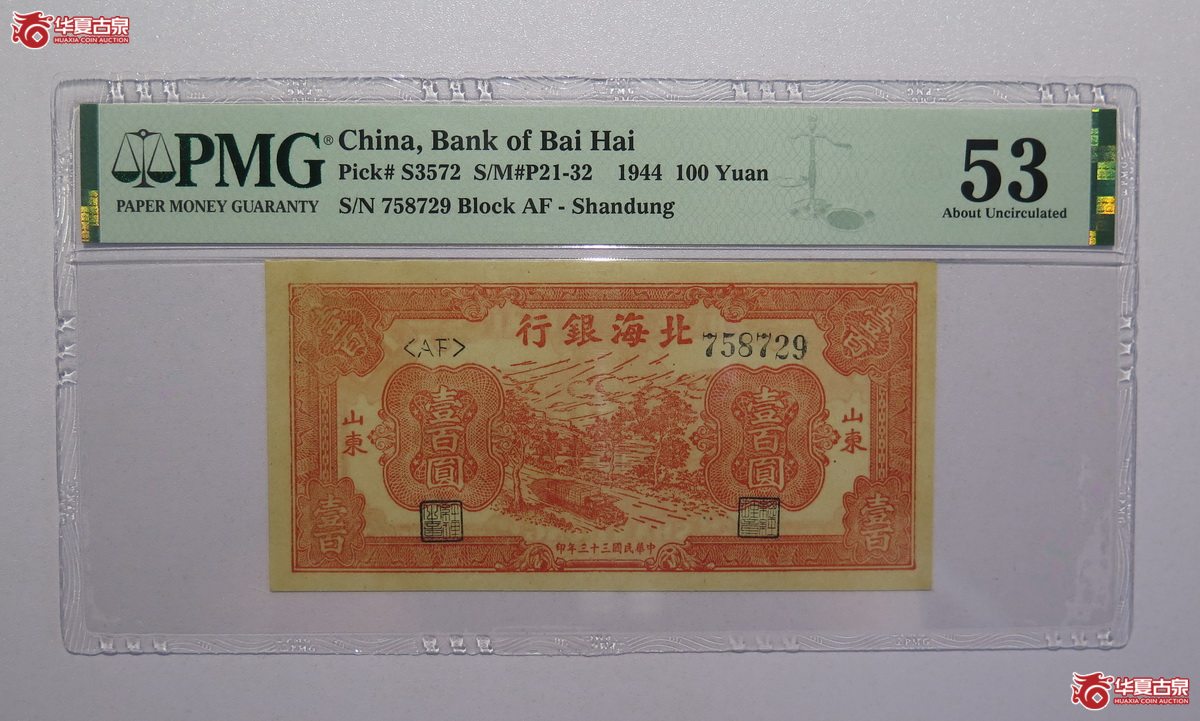 华夏古泉
HUAXIA COIN AUCTION
PMG®
PAPER MONEY GUARANTY
China, Bank of Bai Hai
Pick# S3572 S/M#P21-32 1944 100 Yuan
S/N 758729 Block AF - Shandung
53
About Uncirculated
行銀海北
<AF>
758729
壹百
壹百
山東
壹百圓
壹百圓
山東
壹百
壹百
印年三十三國民華中
华夏古泉
HUAXIA COIN AUCTION